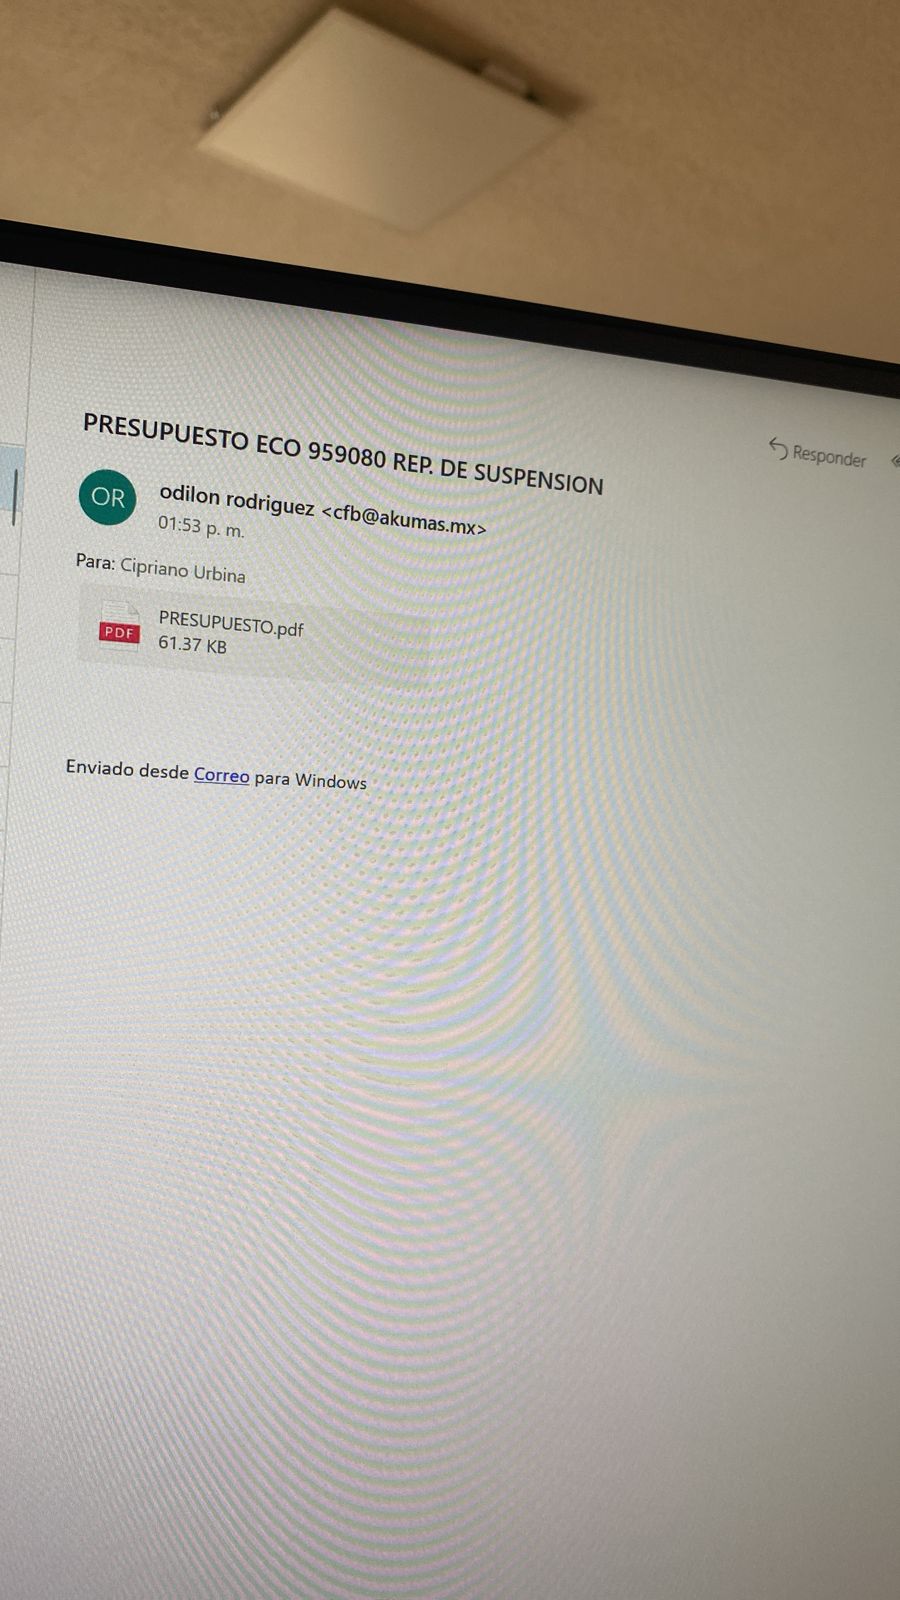 PRESUPUESTO ECO 959080 REP. DE SUSPENSION
Responder
OR
odilon rodriguez <cfb@akumas.mx>
01:53 p. m.
Para: Cipriano Urbina
PDF
PRESUPUESTO.pdf
61.37 KB
Enviado desde Correo para Windows